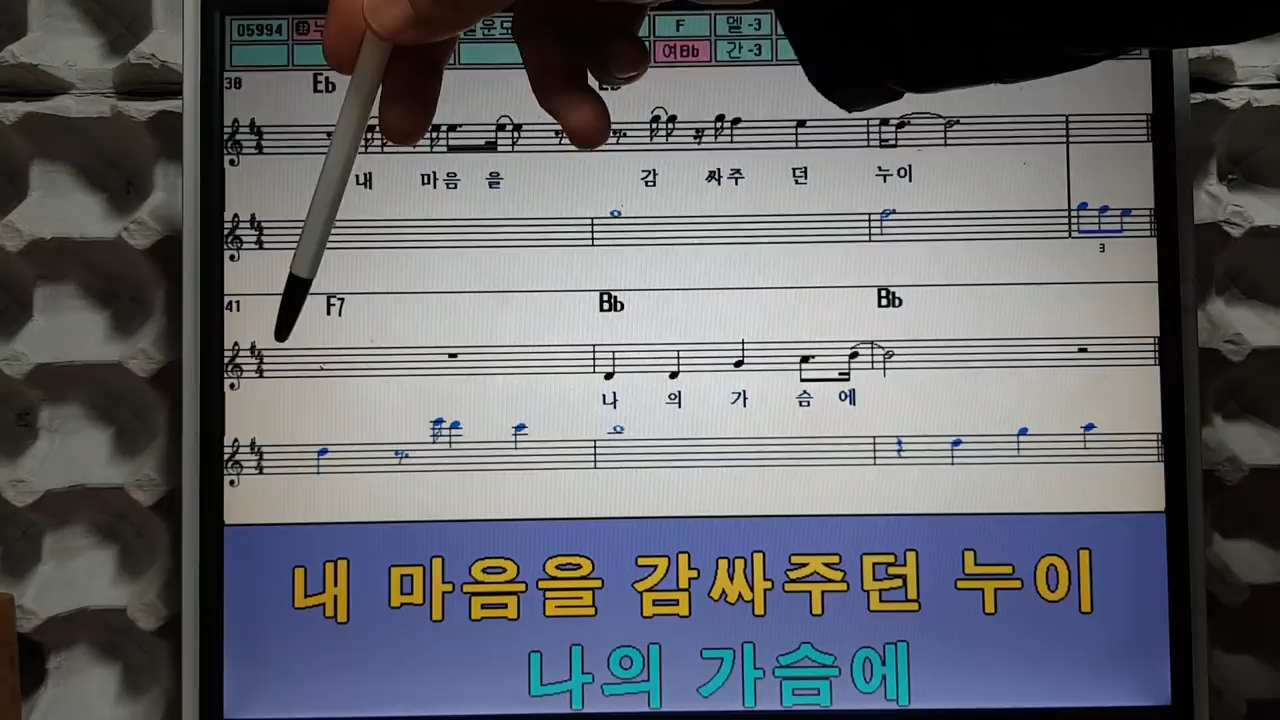 05994 F 멜-3
여Bb 간-3
38 Eb
내 마음 을 감 싸주 던 누이
3
41 F7 Bb Bb
나 의 가 슴 에
내 마음을 감싸주던 누이
나의 가슴에